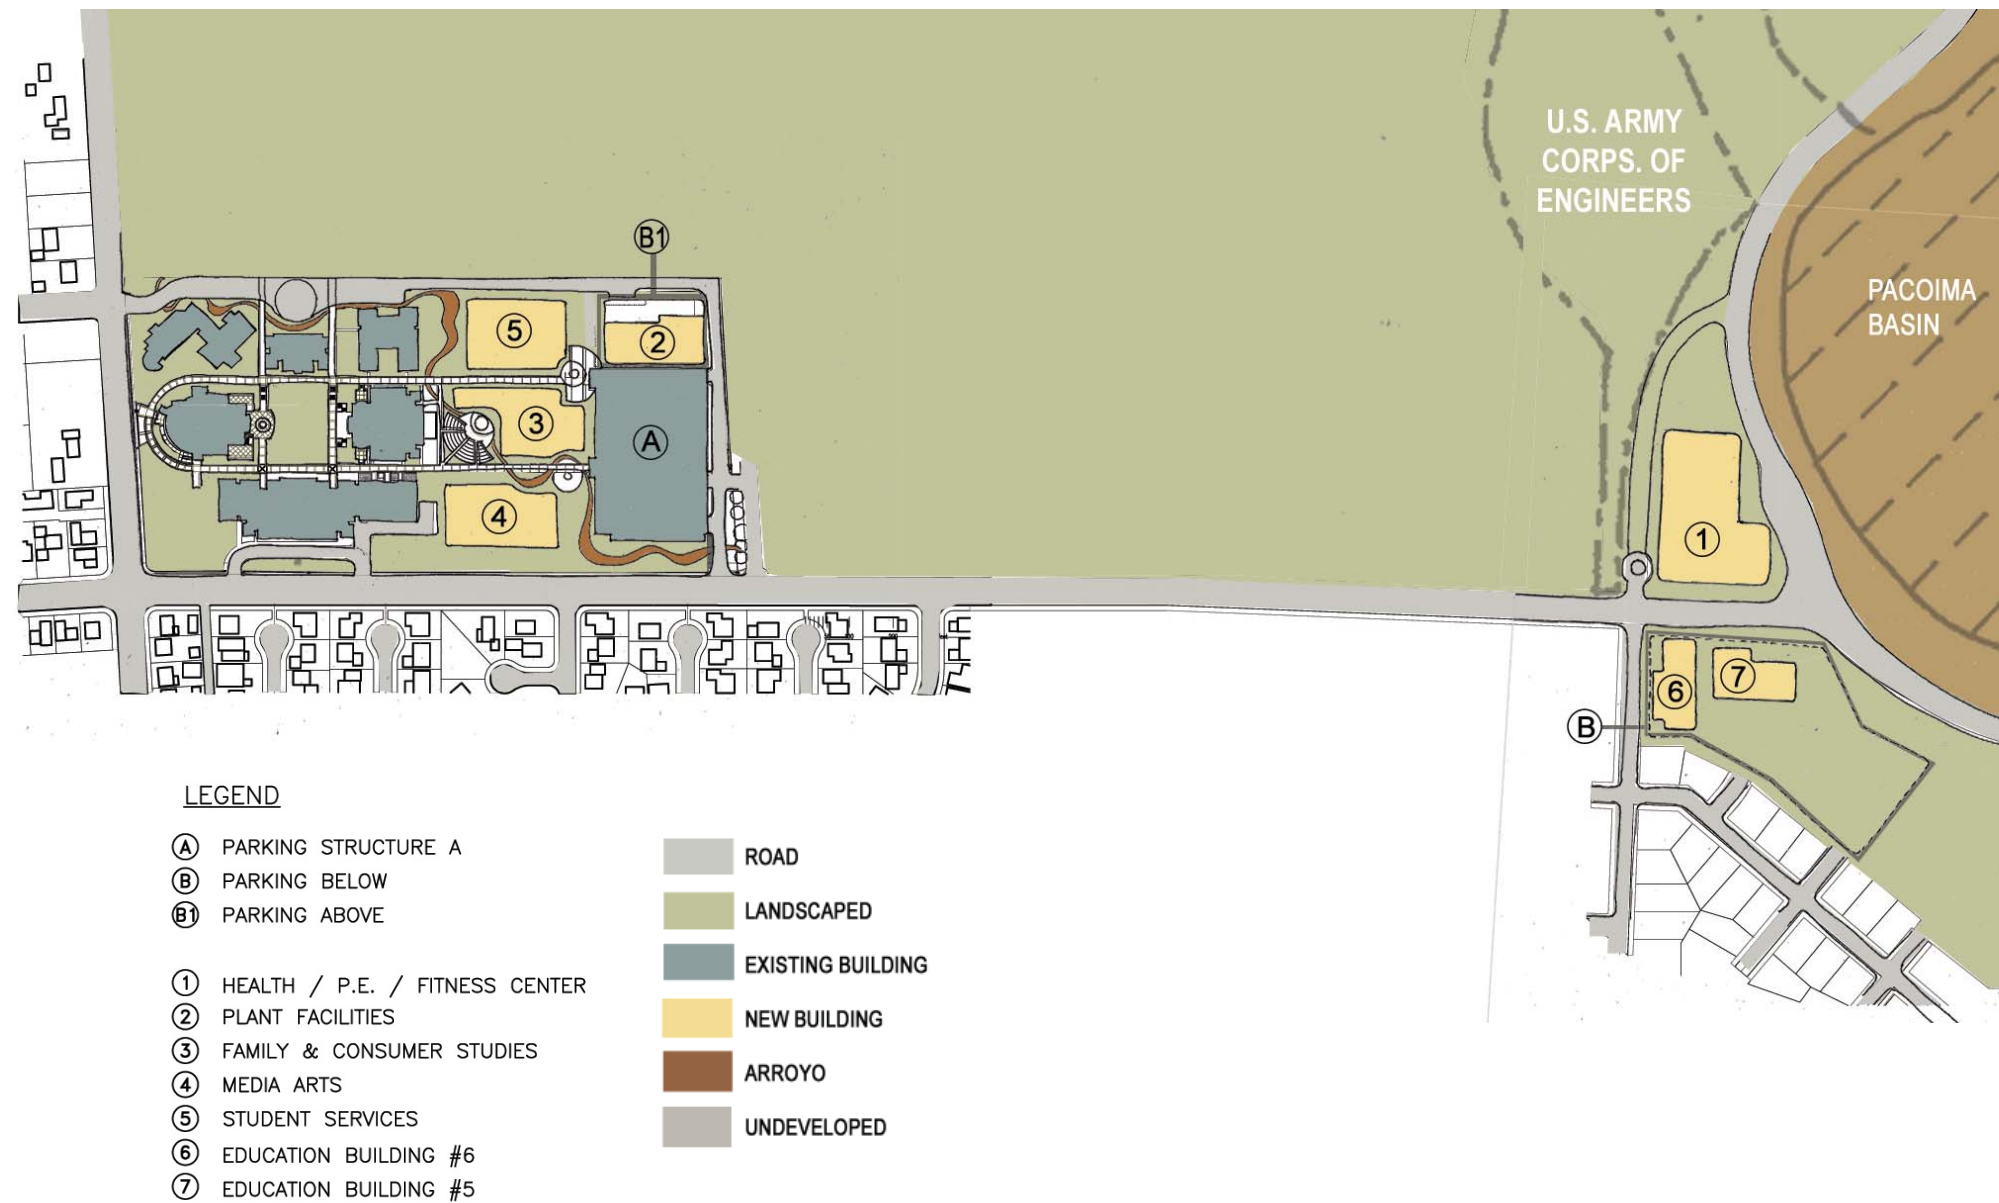 U.S. ARMY
CORPS. OF
ENGINEERS
B1
PACOIMA
BASIN
5
2
3
A
4
1
6
7
B
LEGEND
A PARKING STRUCTURE A
B PARKING BELOW
B1 PARKING ABOVE
1 HEALTH / P.E. / FITNESS CENTER
2 PLANT FACILITIES
3 FAMILY & CONSUMER STUDIES
4 MEDIA ARTS
5 STUDENT SERVICES
6 EDUCATION BUILDING #6
7 EDUCATION BUILDING #5
ROAD
LANDSCAPED
EXISTING BUILDING
NEW BUILDING
ARROYO
UNDEVELOPED